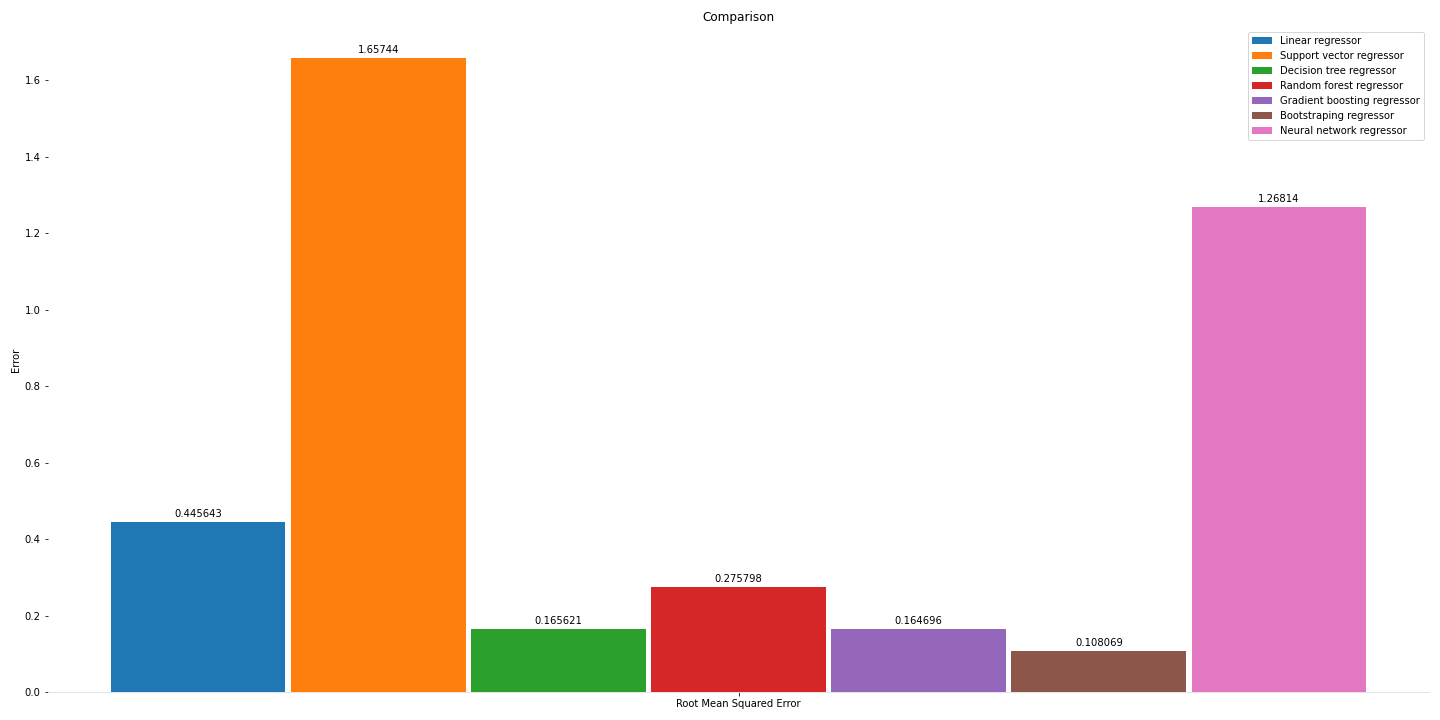 Comparison
Linear regressor
Support vector regressor
Decision tree regressor
Random forest regressor
Gradient boosting regressor
Bootstraping regressor
Neural network regressor
Error
1.6
1.4
1.2
1.0
0.8
0.6
0.4
0.2
0.0
0.445643
1.65744
0.165621
0.275798
0.164696
0.108069
1.26814
Root Mean Squared Error